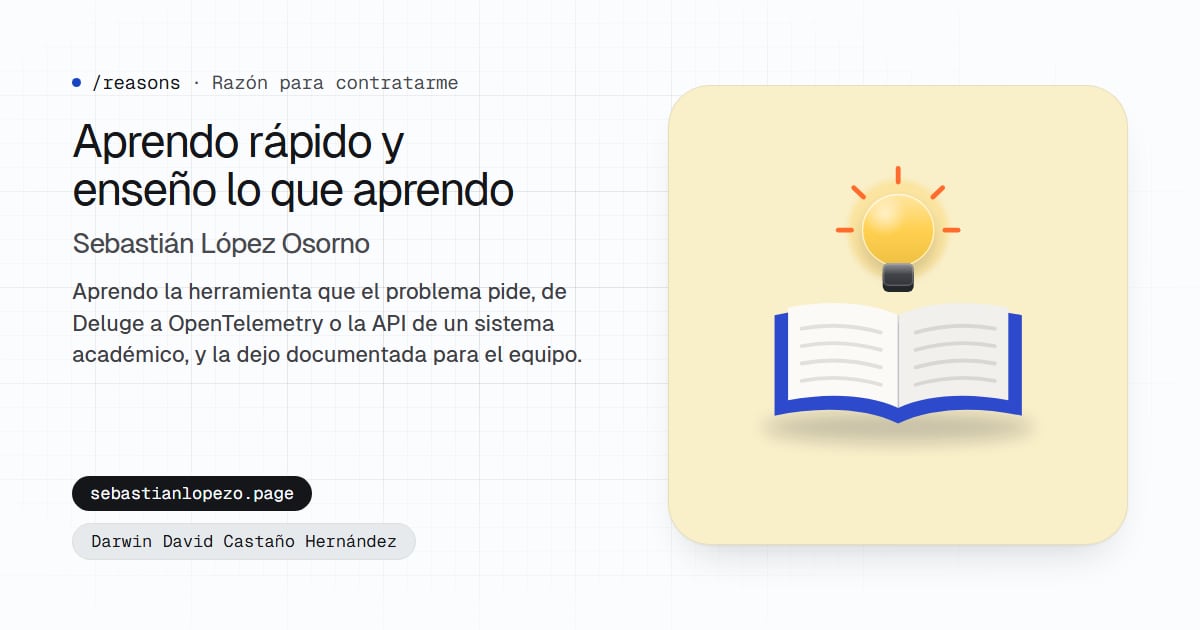 /reasons · Razón para contratarme
Aprendo rápido y
enseño lo que aprendo
Sebastián López Osorno
Aprendo la herramienta que el problema pide, de
Deluge a OpenTelemetry o la API de un sistema
académico, y la dejo documentada para el equipo.
sebastianlopezo.page
Darwin David Castaño Hernández